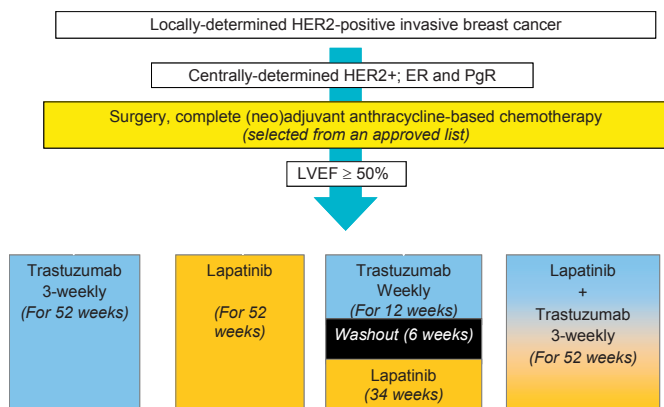 Locally-determined HER2-positive invasive breast cancer
Centrally-determined HER2+; ER and PgR
Surgery, complete (neo)adjuvant anthracycline-based chemotherapy
(selected from an approved list)
LVEF ≥ 50%
Trastuzumab
3-weekly
(For 52 weeks)
Lapatinib
(For 52
weeks)
Trastuzumab
Weekly
(For 12 weeks)
Washout (6 weeks)
Lapatinib
(34 weeks)
Lapatinib
+
Trastuzumab
3-weekly
(For 52 weeks)